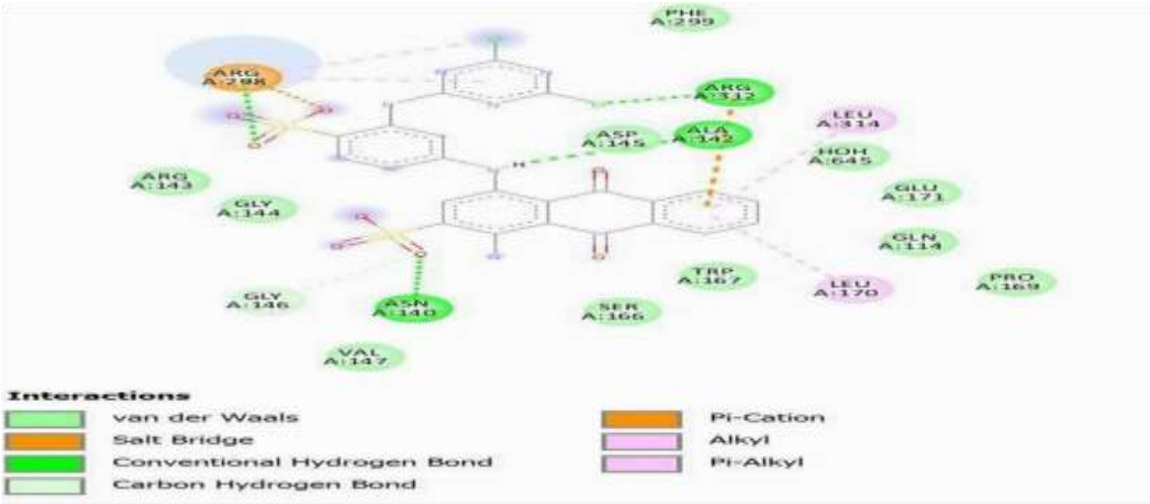 PHE
A:299
ARG
A:298
ARG
A:312
LEU
A:314
ASP
A:145
ALA
A:142
HOH
A:645
H
ARG
A:143
GLU
A:171
GLY
A:144
GLN
A:114
TRP
A:167
LEU
A:170
PRO
A:169
GLY
A:146
ASN
A:140
SER
A:166
VAL
A:147
Interactions
van der Waals
Salt Bridge
Conventional Hydrogen Bond
Carbon Hydrogen Bond
Pi-Cation
Alkyl
Pi-Alkyl